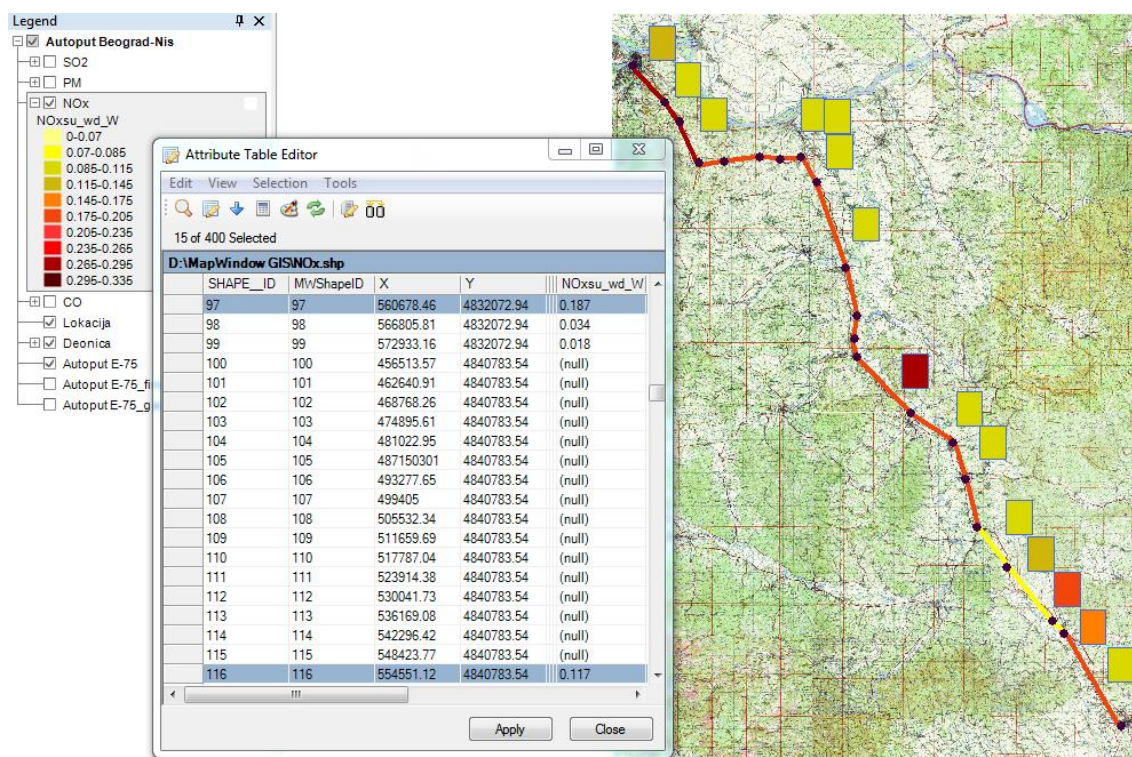 Legend
Autoput Beograd-Nis
SO2
PM
NOx
NOxsu_wd_W
0-0.07
0.07-0.085
0.085-0.115
0.115-0.145
0.145-0.175
0.175-0.205
0.205-0.235
0.235-0.265
0.265-0.295
0.295-0.335
CO
Lokacija
Deonica
Autoput E-75
Autoput E-75_fi
Autoput E-75_g
Attribute Table Editor
Edit View Selection Tools
15 of 400 Selected
D:\MapWindow GIS\NOx.shp
SHAPE__ID MWShapeID X Y NOxsu_wd_W
97 97 560678.46 4832072.94 0.187
98 98 566805.81 4832072.94 0.034
99 99 572933.16 4832072.94 0.018
100 100 456513.57 4840783.54 (null)
101 101 462640.91 4840783.54 (null)
102 102 468768.26 4840783.54 (null)
103 103 474895.61 4840783.54 (null)
104 104 481022.95 4840783.54 (null)
105 105 487150301 4840783.54 (null)
106 106 493277.65 4840783.54 (null)
107 107 499405 4840783.54 (null)
108 108 505532.34 4840783.54 (null)
109 109 511659.69 4840783.54 (null)
110 110 517787.04 4840783.54 (null)
111 111 523914.38 4840783.54 (null)
112 112 530041.73 4840783.54 (null)
113 113 536169.08 4840783.54 (null)
114 114 542296.42 4840783.54 (null)
115 115 548423.77 4840783.54 (null)
116 116 554551.12 4840783.54 0.117
Apply Close